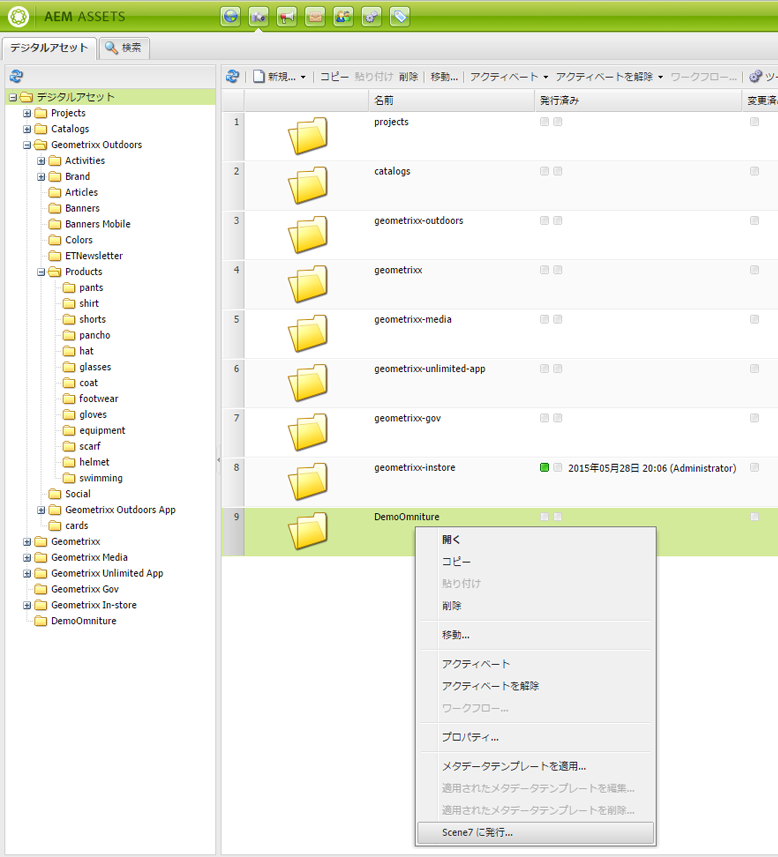 AEM ASSETS
デジタルアセット
検索
新規...
コピー 貼り付け 削除 移動... アクティベート アクティベートを解除 ワークフロー... ツー
デジタルアセット
Projects
Catalogs
Geometrixx Outdoors
Activities
Brand
Articles
Banners
Banners Mobile
Colors
ETNewsletter
Products
pants
shirt
shorts
pancho
hat
glasses
coat
footwear
gloves
equipment
scarf
helmet
swimming
Social
Geometrixx Outdoors App
cards
Geometrixx
Geometrixx Media
Geometrixx Unlimited App
Geometrixx Gov
Geometrixx In-store
DemoOmniture
名前 発行済み 変更済み
1 projects
2 catalogs
3 geometrixx-outdoors
4 geometrixx
5 geometrixx-media
6 geometrixx-unlimited-app
7 geometrixx-gov
8 geometrixx-instore 2015年05月28日 20:06 (Administrator)
9 DemoOmniture
開く
コピー
貼り付け
削除
移動...
アクティベート
アクティベートを解除
ワークフロー...
プロパティ...
メタデータテンプレートを適用...
適用されたメタデータテンプレートを編集...
適用されたメタデータテンプレートを削除...
Scene7 に発行...